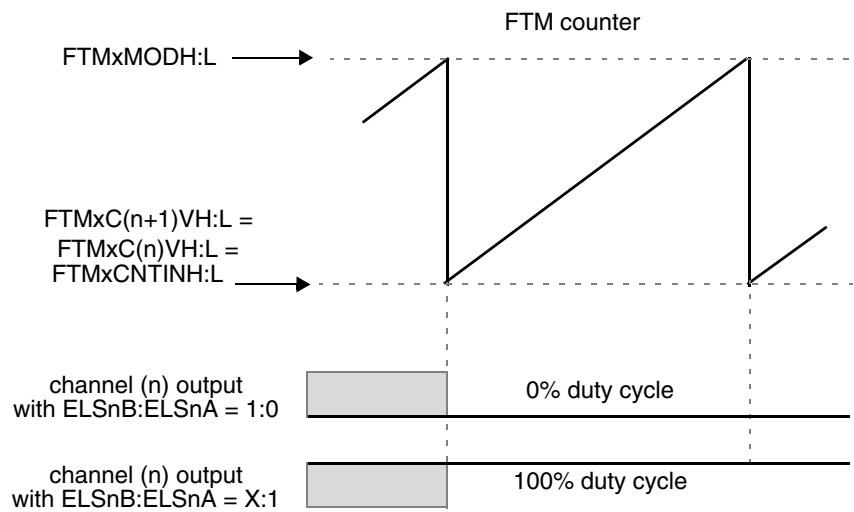 FTM counter
FTMxMODH:L
FTMxC(n+1)VH:L =
FTMxC(n)VH:L =
FTMxCNTINH:L
channel (n) output
with ELSnB:ELSnA = 1:0
0% duty cycle
channel (n) output
with ELSnB:ELSnA = X:1
100% duty cycle